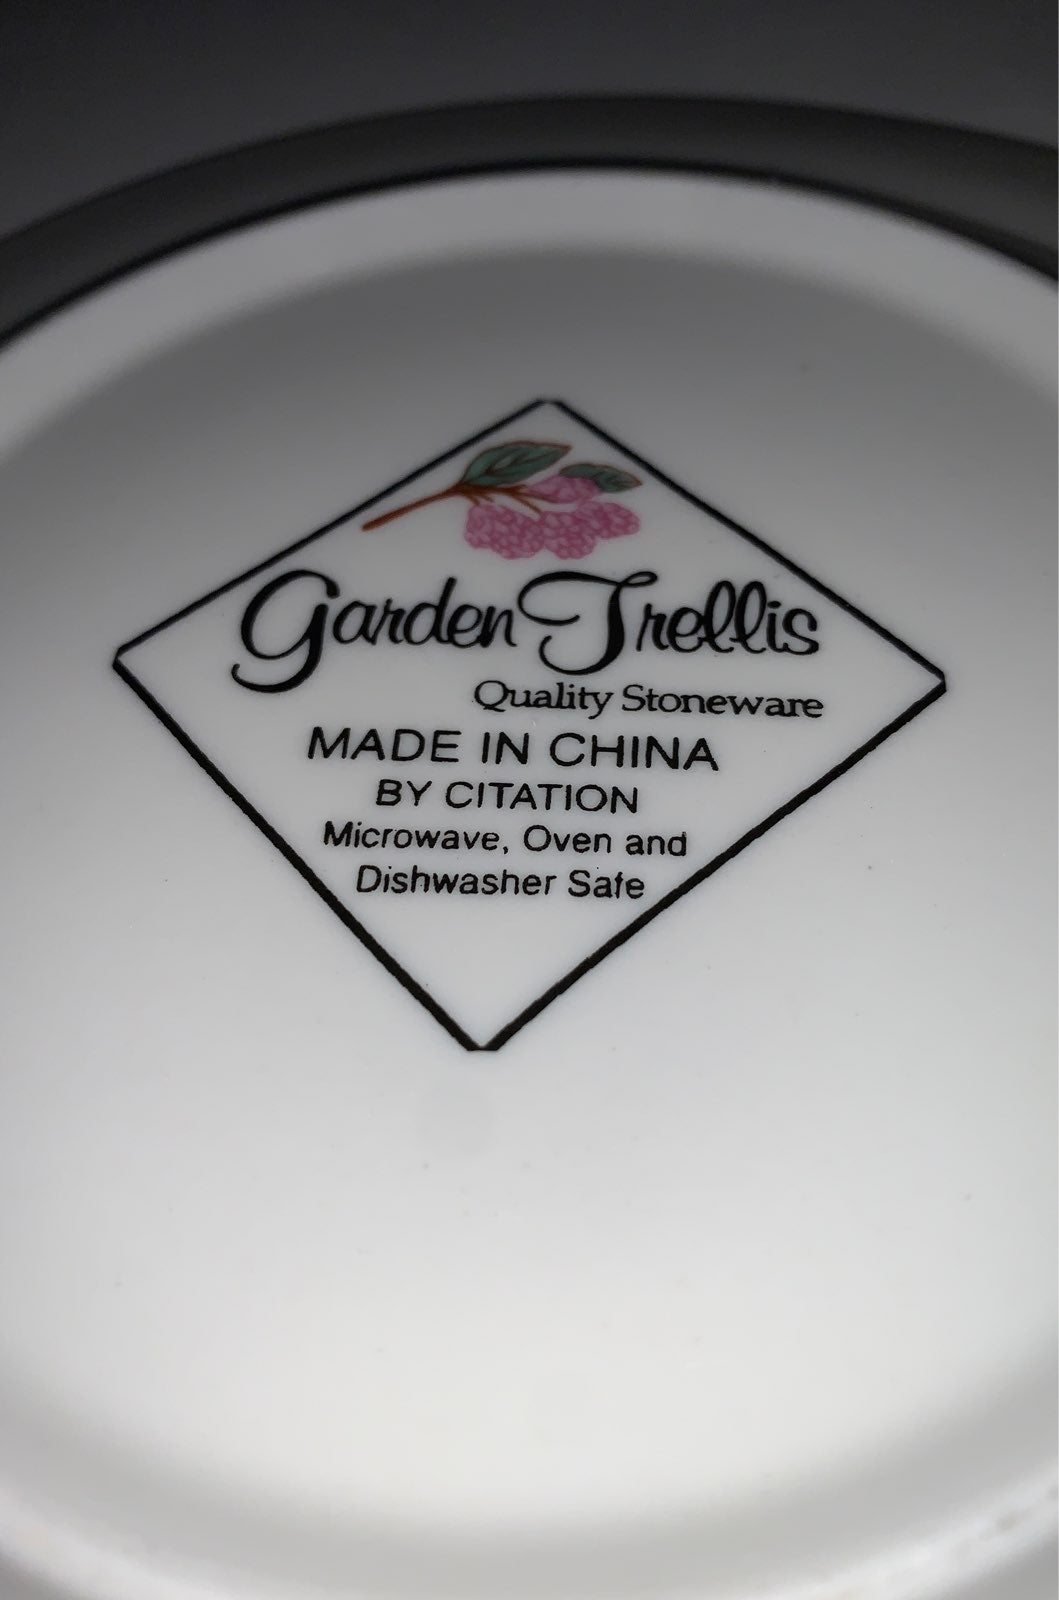 Garden Trellis
Quality Stoneware
MADE IN CHINA
BY CITATION
Microwave, Oven and
Dishwasher Safe